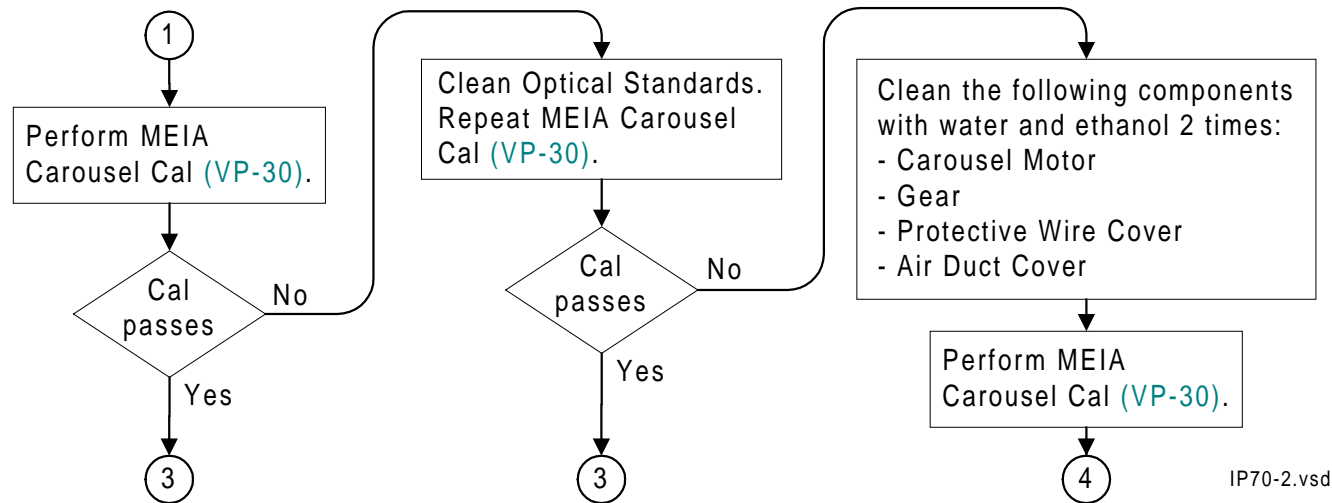 1
Perform MEIA
Carousel Cal (VP-30).
Cal
passes
No
Yes
3
Clean Optical Standards.
Repeat MEIA Carousel
Cal (VP-30).
Cal
passes
No
Yes
3
Clean the following components
with water and ethanol 2 times:
- Carousel Motor
- Gear
- Protective Wire Cover
- Air Duct Cover
Perform MEIA
Carousel Cal (VP-30).
4
IP70-2.vsd